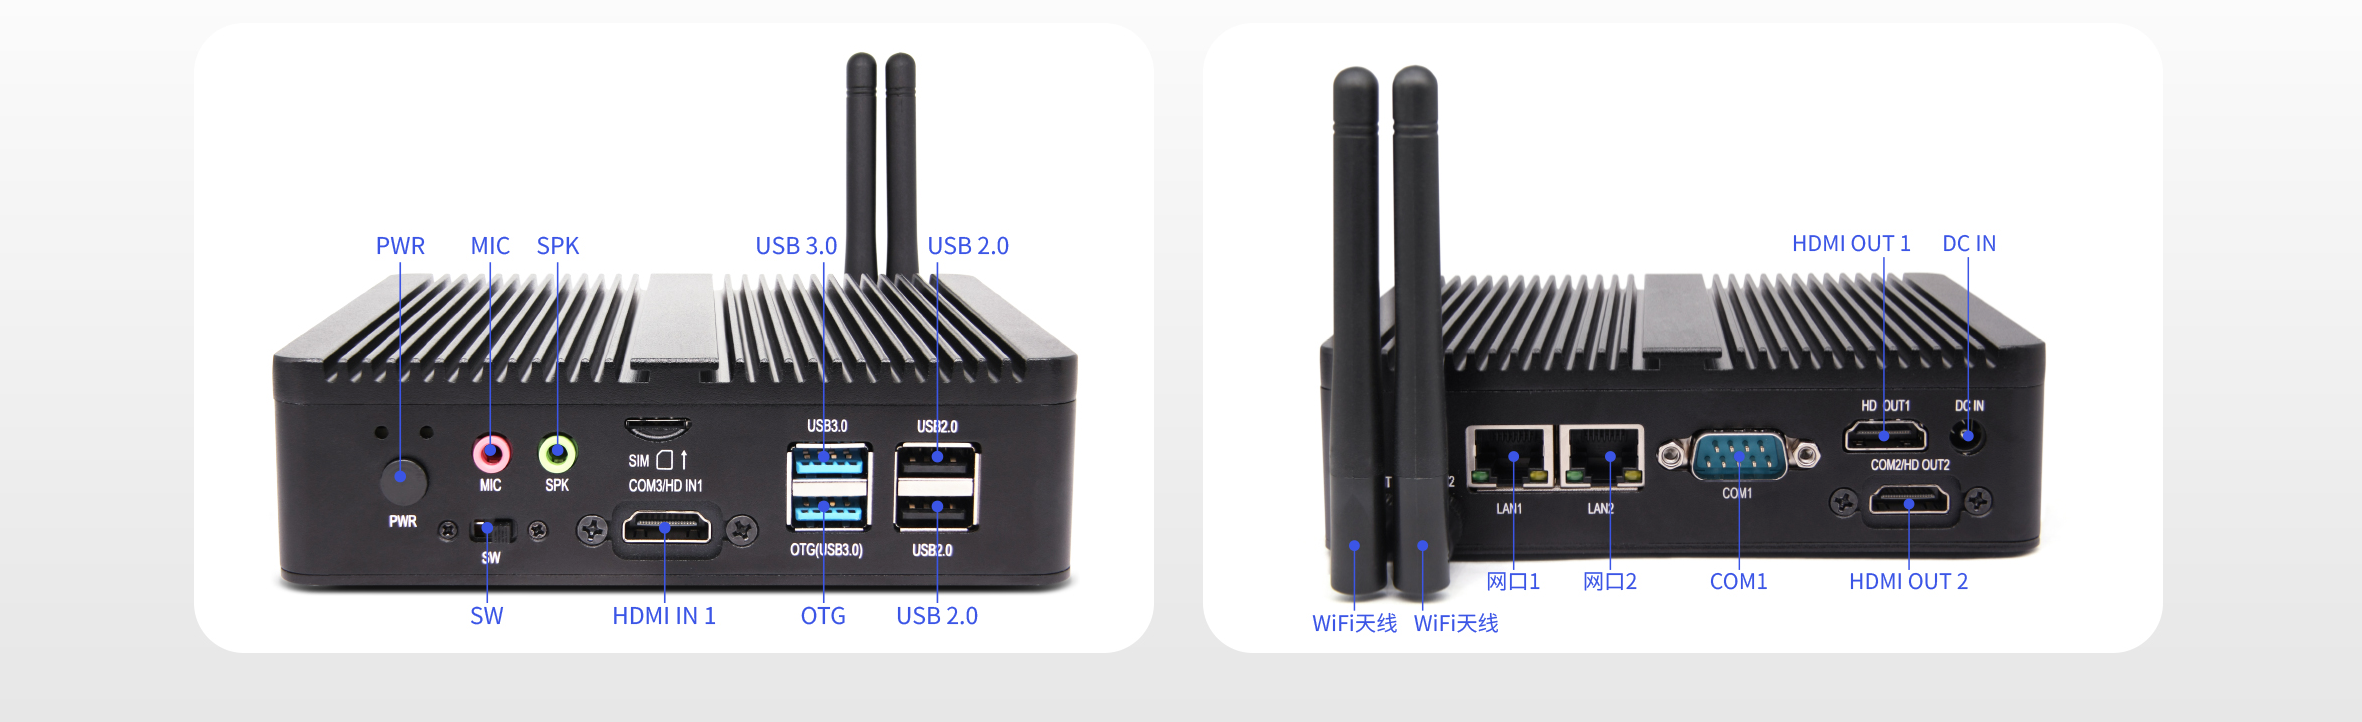 PWR
MIC
SPK
USB 3.0
USB 2.0
USB3.0
USB2.0
SIM
MIC
SPK
COM3/HD IN1
PWR
SW
OTG(USB3.0)
USB2.0
SW
HDMI IN 1
OTG
USB 2.0
HDMI OUT 1
DC IN
HD OUT1
DC IN
COM2/HD OUT2
T
2
LAN1
LAN2
COM1
网口1
网口2
COM1
HDMI OUT 2
WiFi天线
WiFi天线